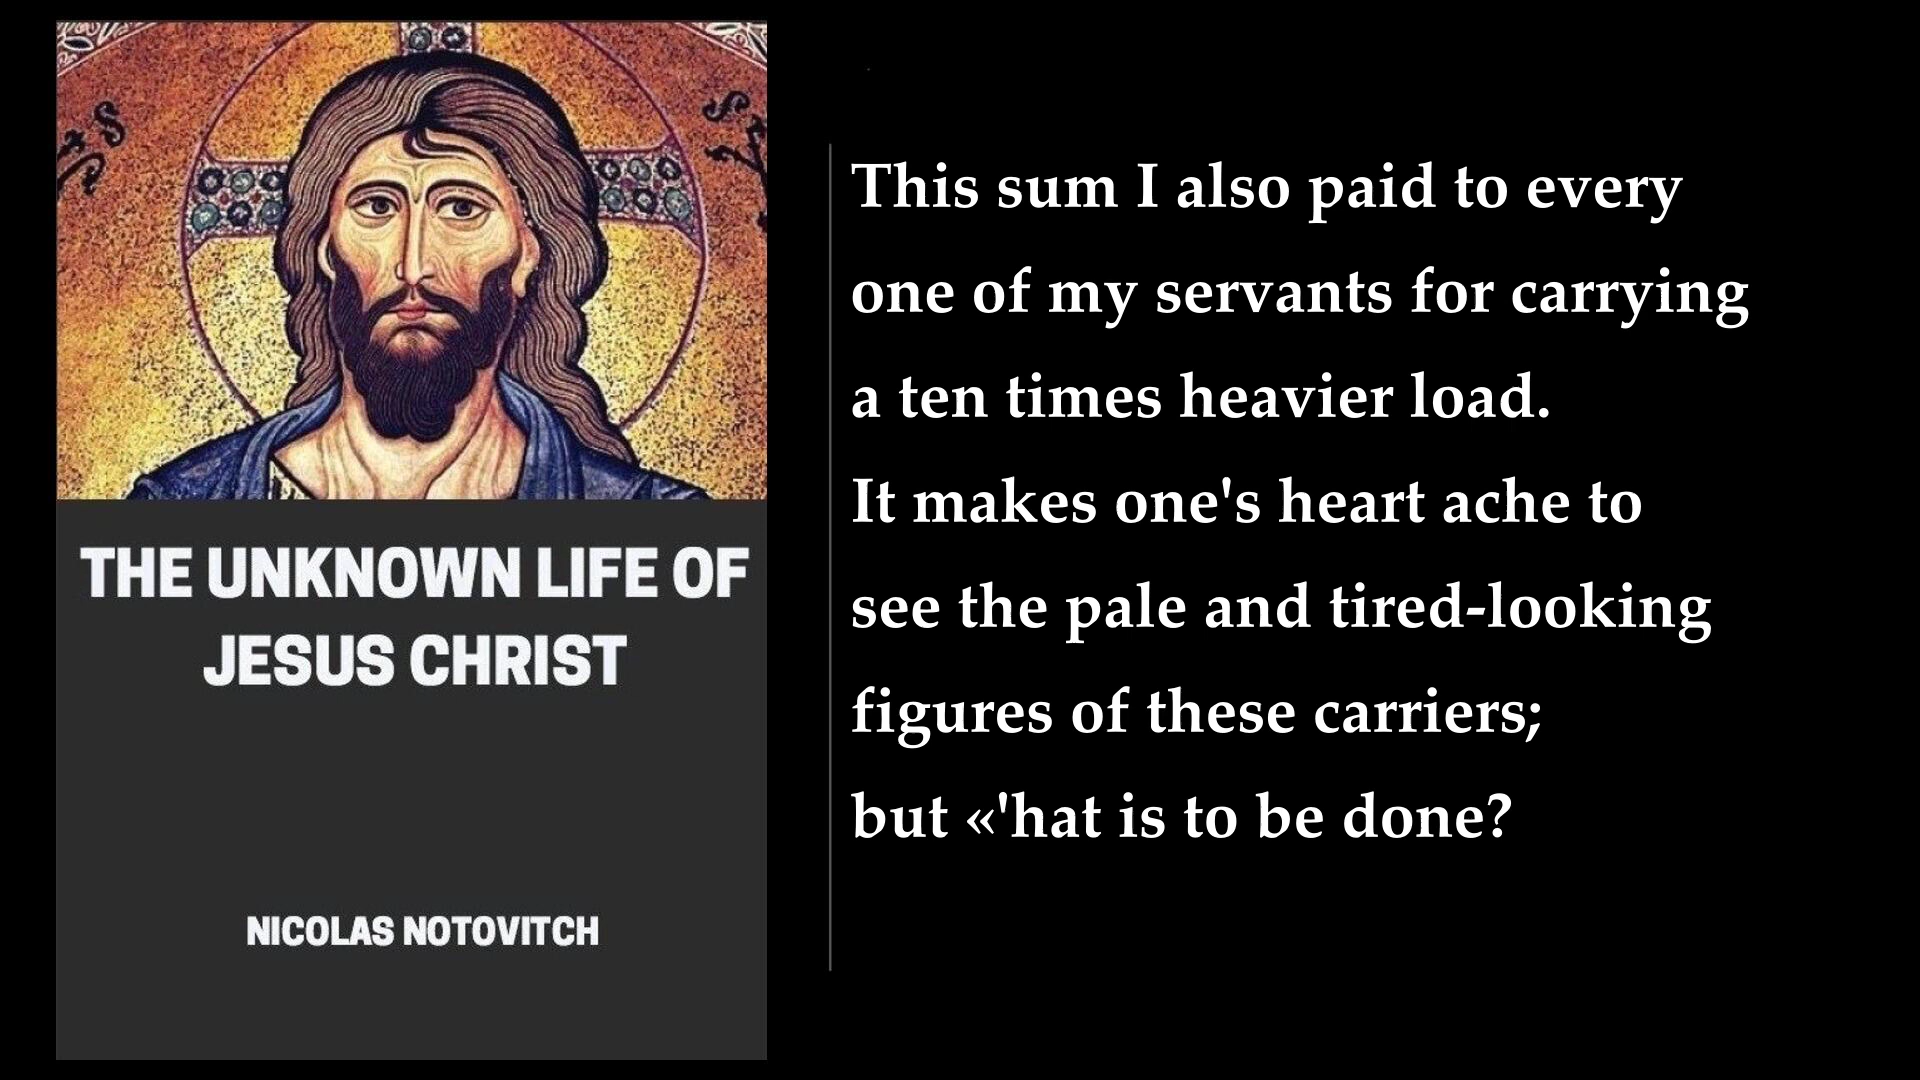 THE UNKNOWN LIFE OF
JESUS CHRIST
NICOLAS NOTOVITCH
This sum I also paid to every
one of my servants for carrying
a ten times heavier load.
It makes one's heart ache to
see the pale and tired-looking
figures of these carriers;
but «'hat is to be done?